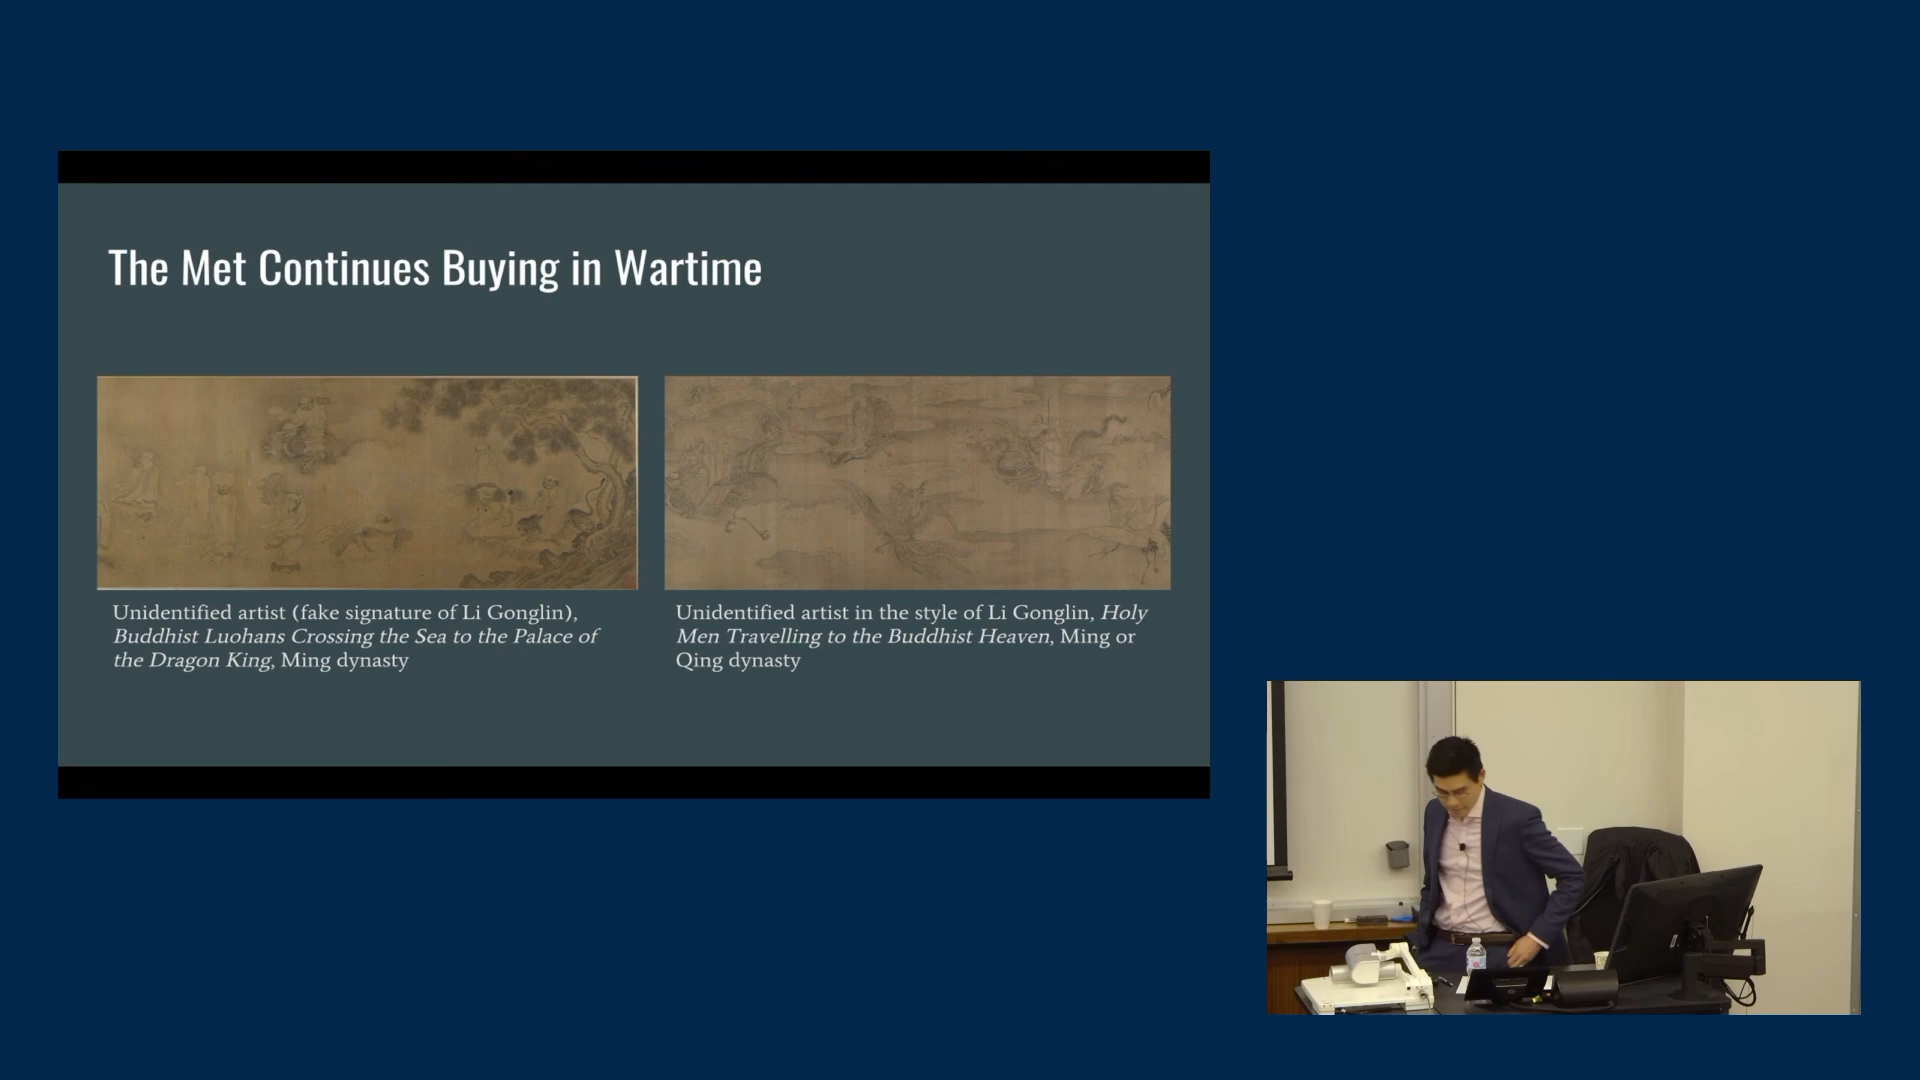 The Met Continues Buying in Wartime
Unidentified artist (fake signature of Li Gonglin),
Buddhist Luohans Crossing the Sea to the Palace of
the Dragon King, Ming dynasty
Unidentified artist in the style of Li Gonglin, Holy
Men Travelling to the Buddhist Heaven, Ming or
Qing dynasty